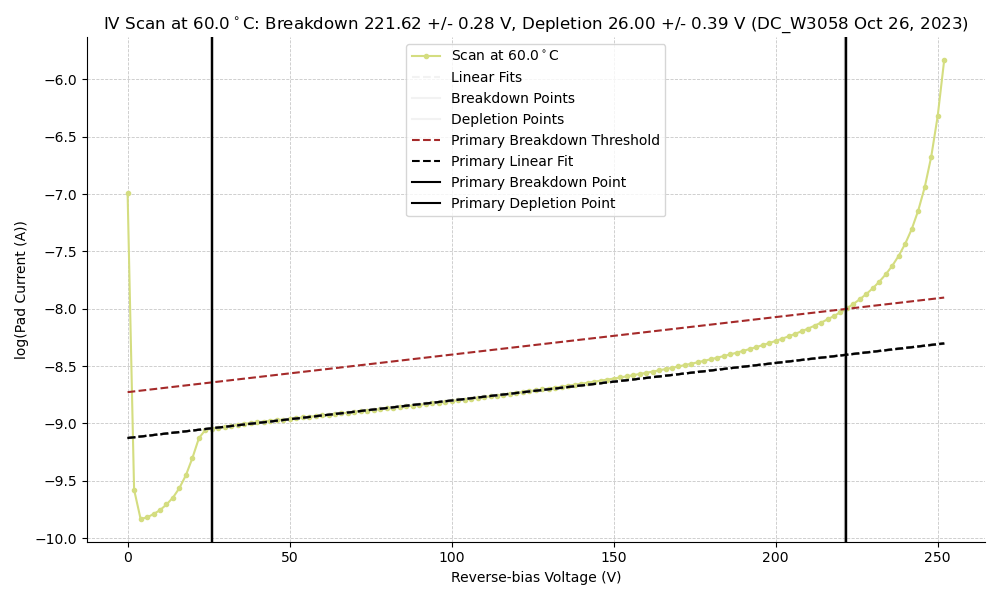 IV Scan at 60.0°C: Breakdown 221.62 +/- 0.28 V, Depletion 26.00 +/- 0.39 V (DC_W3058 Oct 26, 2023)
Scan at 60.0°C
Linear Fits
Breakdown Points
Depletion Points
Primary Breakdown Threshold
Primary Linear Fit
Primary Breakdown Point
Primary Depletion Point
log(Pad Current (A))
−6.0
−6.5
−7.0
−7.5
−8.0
−8.5
−9.0
−9.5
−10.0
0 50 100 150 200 250
Reverse-bias Voltage (V)